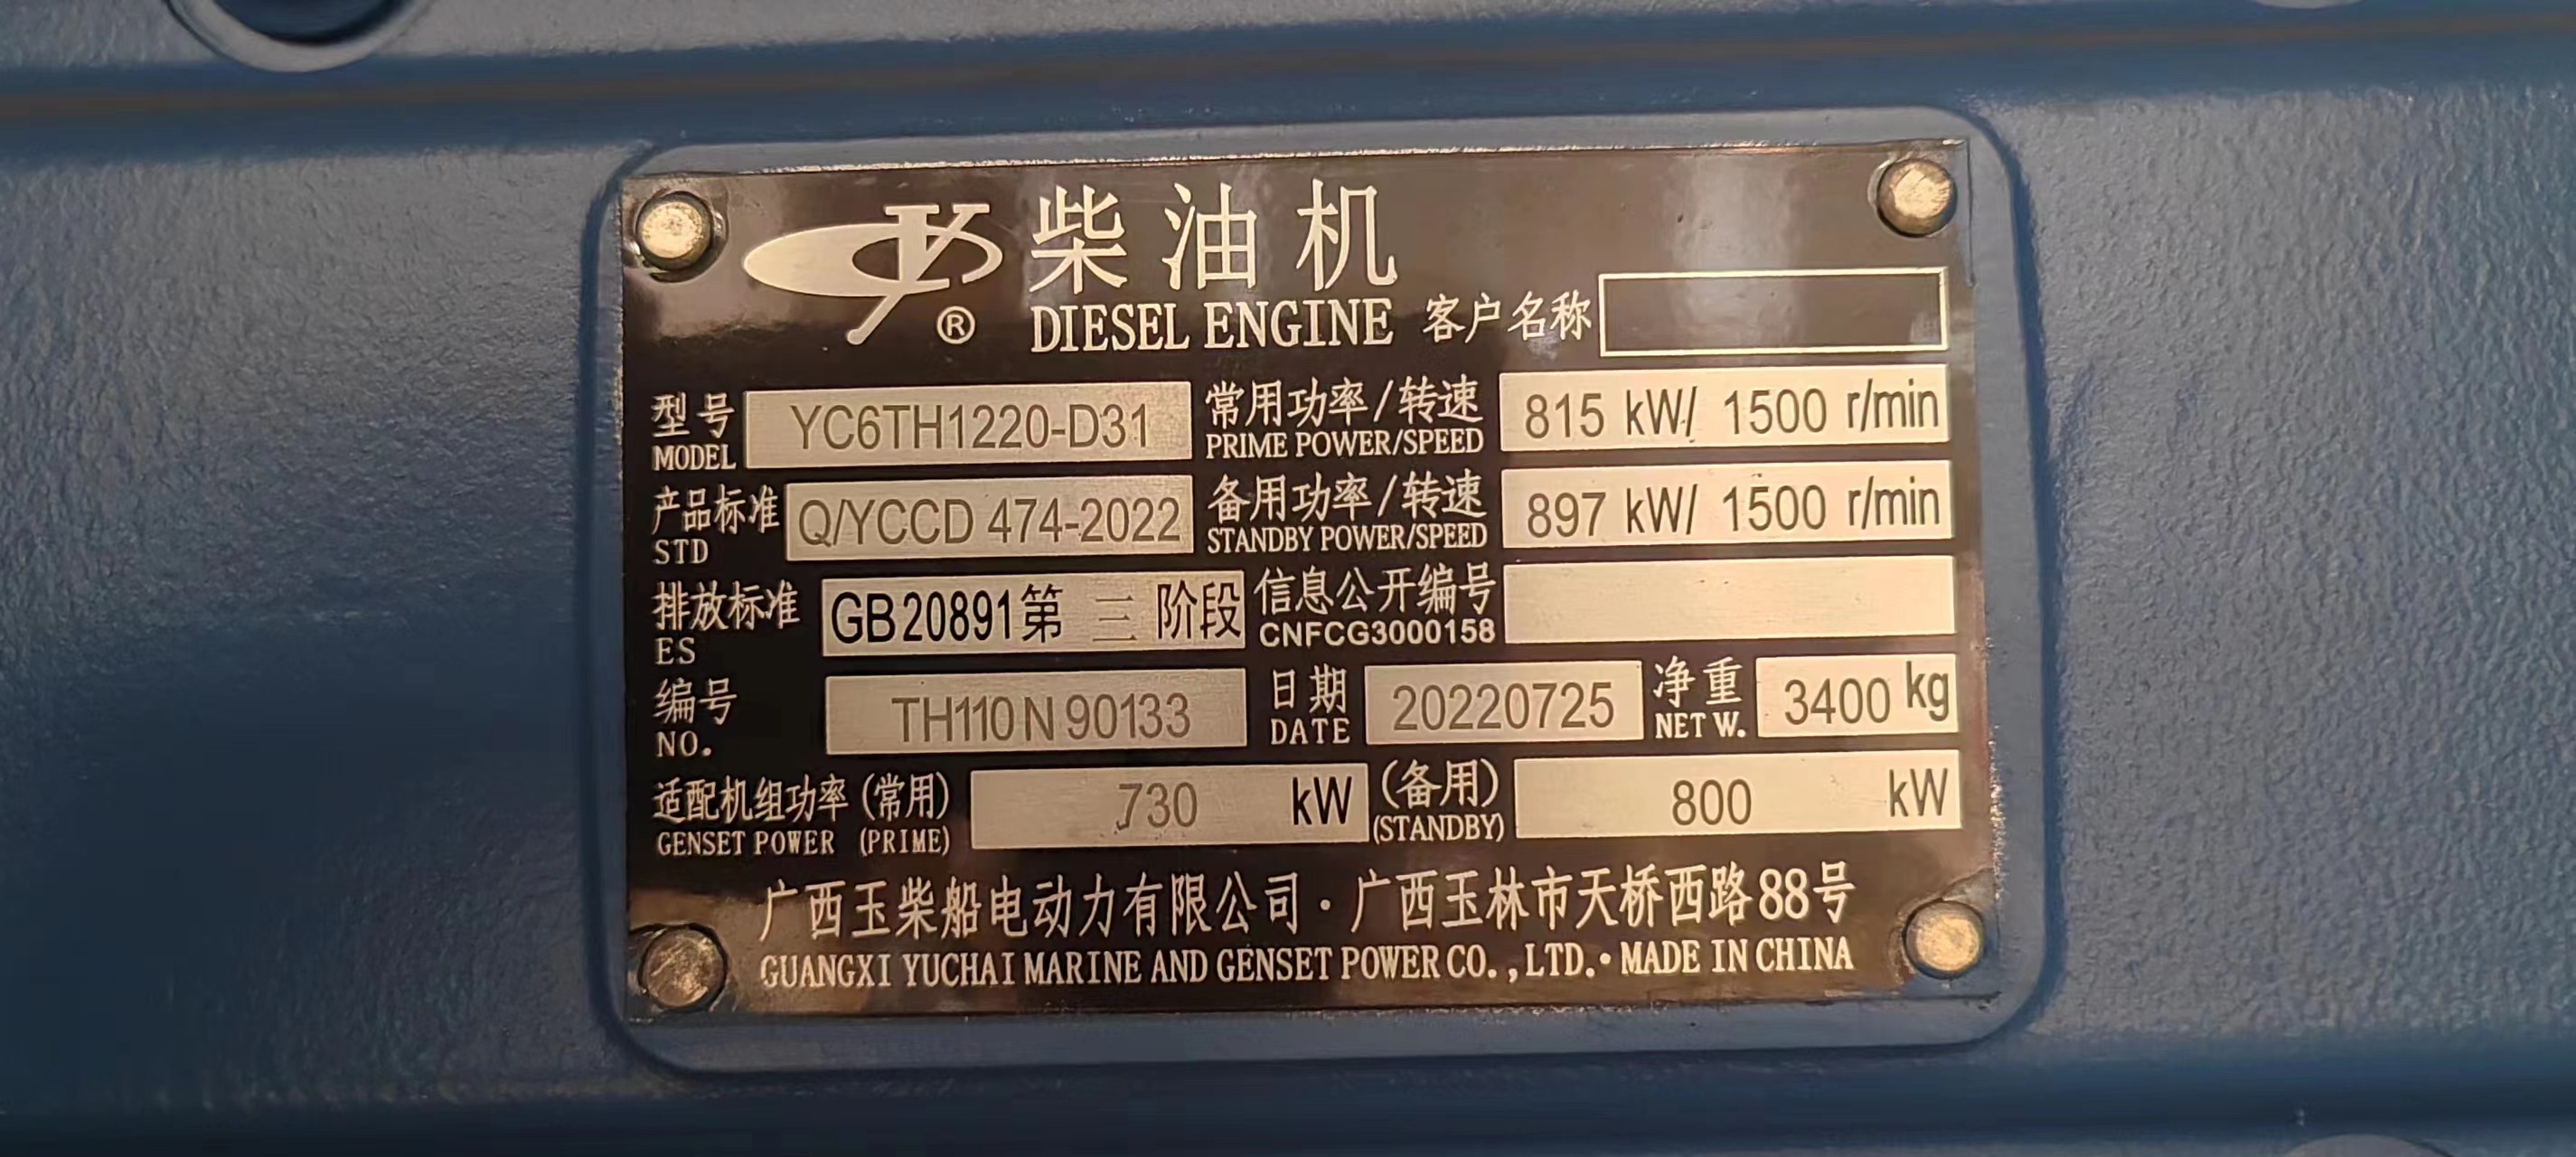 柴油机
DIESEL ENGINE 客户名称
®
型号 YC6TH1220-D31 常用功率/转速 815 kW/ 1500 r/min
MODEL PRIME POWER/SPEED
产品标准 Q/YCCD 474-2022 备用功率/转速 897 kW/ 1500 r/min
STD STANDBY POWER/SPEED
排放标准 GB20891第 三 阶段 信息公开编号
ES CNFCG3000158
编号 TH110N90133 日期 20220725 净重 3400 kg
NO. DATE NET W.
适配机组功率(常用) 730 kW (备用) 800 kW
GENSET POWER (PRIME) (STANDBY)
广西玉柴船电动力有限公司·广西玉林市天桥西路88号
GUANGXI YUCHAI MARINE AND GENSET POWER CO.,LTD.·MADE IN CHINA